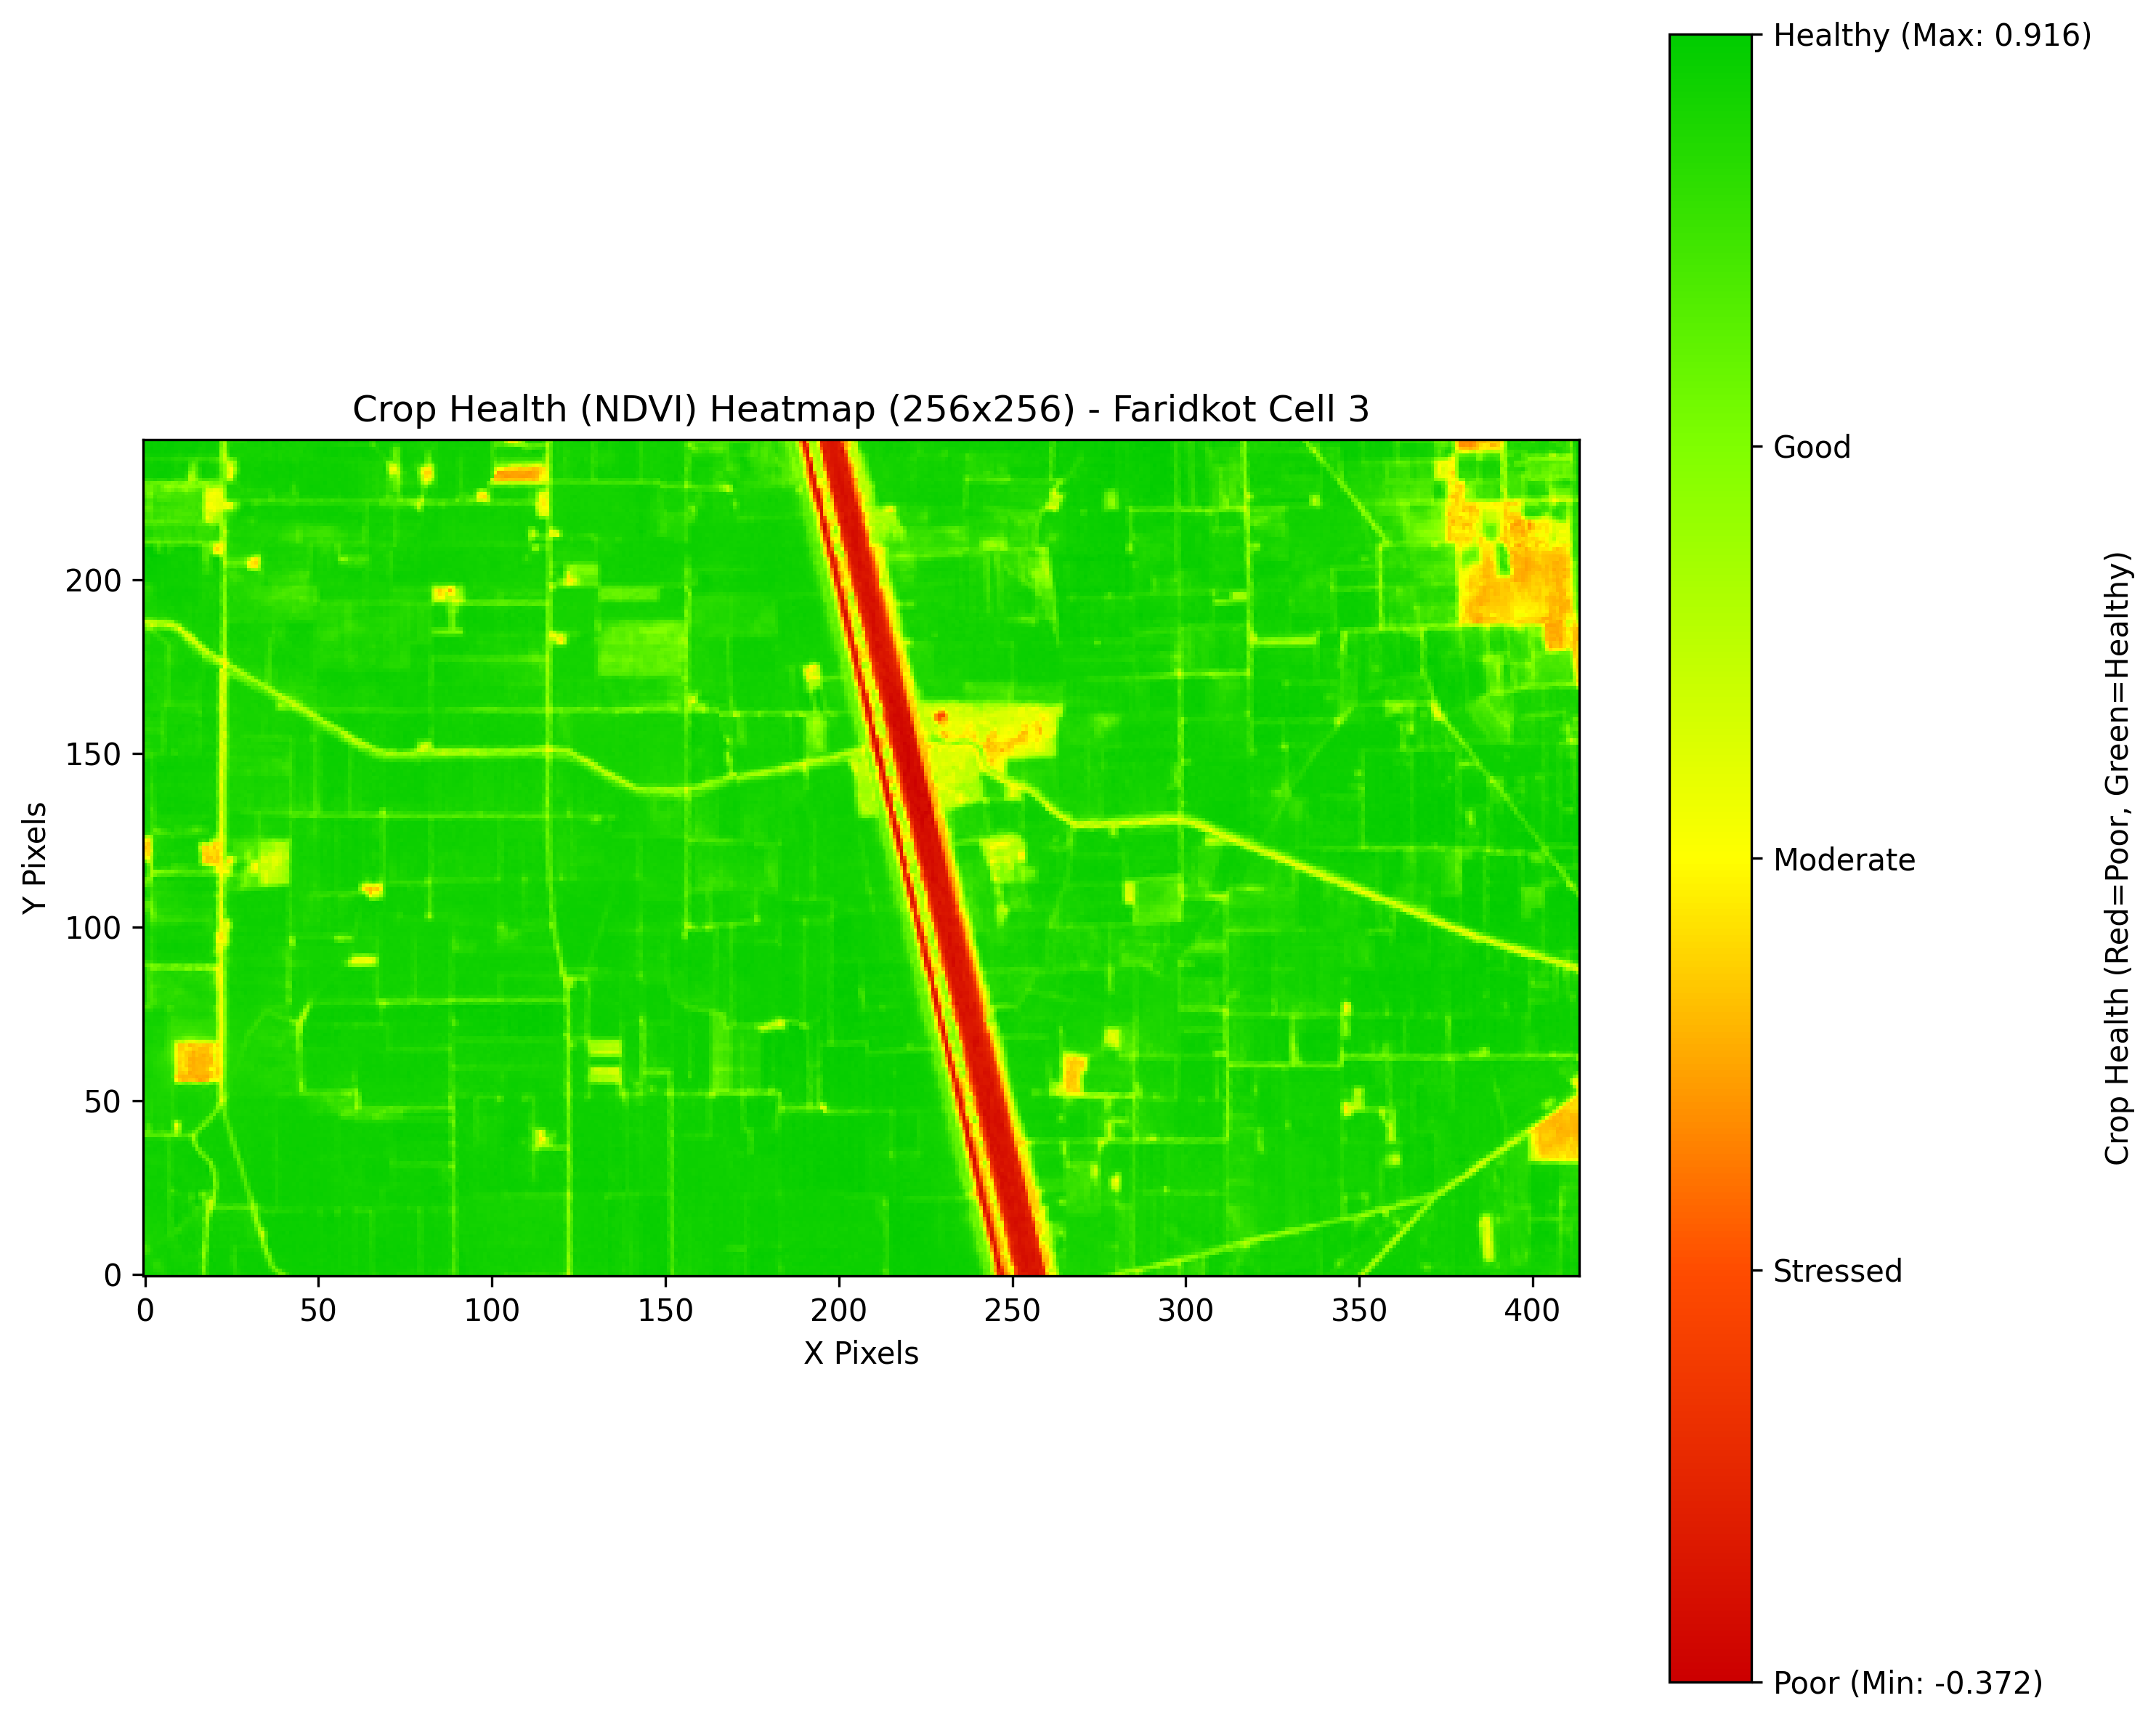 Crop Health (NDVI) Heatmap (256x256) - Faridkot Cell 3
Y Pixels
200
150
100
50
0
0 50 100 150 200 250 300 350 400
X Pixels
Healthy (Max: 0.916)
Good
Moderate
Stressed
Poor (Min: -0.372)
Crop Health (Red=Poor, Green=Healthy)